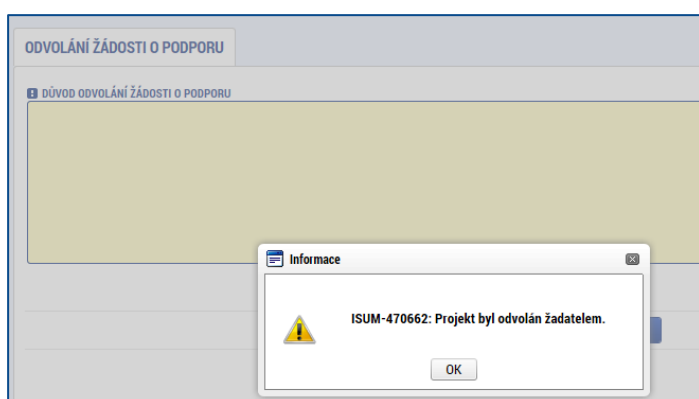 ODVOLÁNÍ ŽÁDOSTI O PODPORU
DŮVOD ODVOLÁNÍ ŽÁDOSTI O PODPORU
Informace
ISUM-470662: Projekt byl odvolán žadatelem.
OK